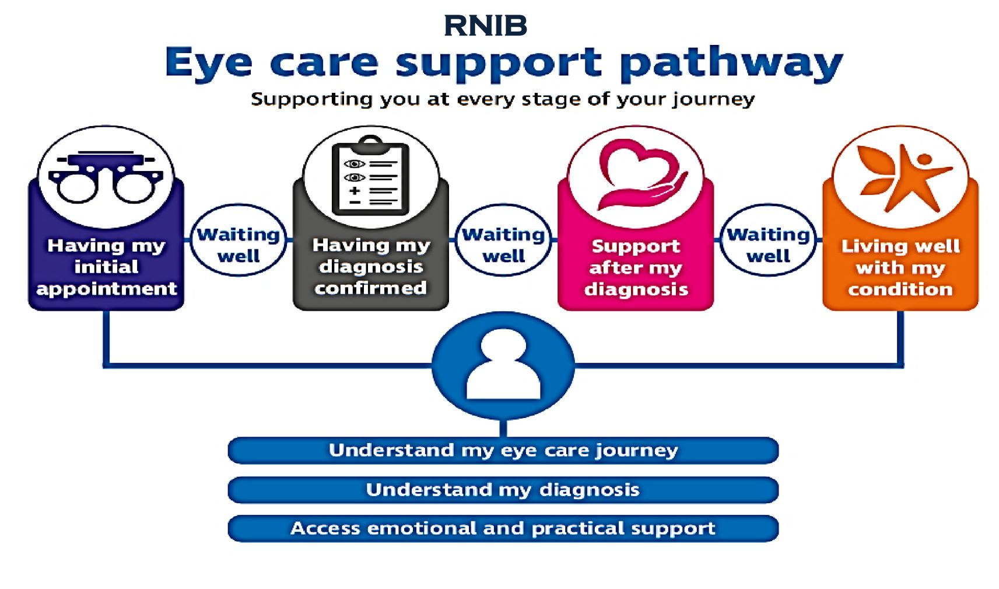 RNIB
Eye care support pathway
Supporting you at every stage of your journey
Having my
initial
appointment
Waiting
well
Having my
diagnosis
confirmed
Waiting
well
Support
after my
diagnosis
Waiting
well
Living well
with my
condition
Understand my eye care journey
Understand my diagnosis
Access emotional and practical support